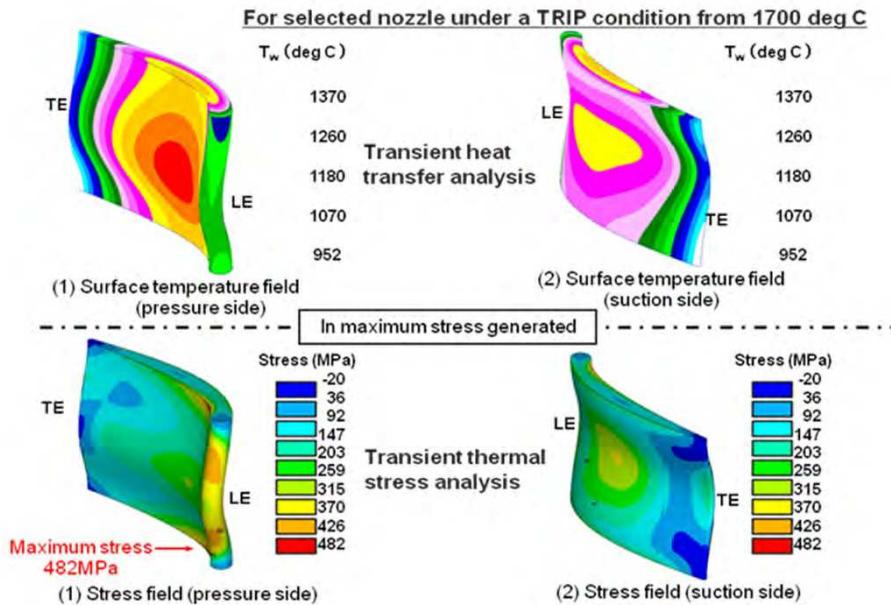 For selected nozzle under a TRIP condition from 1700 deg C
T_w (deg C)
TE
1370
1260
1180
1070
952
LE
(1) Surface temperature field
(pressure side)
Transient heat
transfer analysis
T_w (deg C)
LE
1370
1260
1180
1070
952
TE
(2) Surface temperature field
(suction side)
In maximum stress generated
Stress (MPa)
TE
-20
36
92
147
203
259
315
370
426
482
LE
Maximum stress
482MPa
(1) Stress field (pressure side)
Transient thermal
stress analysis
Stress (MPa)
LE
-20
36
92
147
203
259
315
370
426
482
TE
(2) Stress field (suction side)